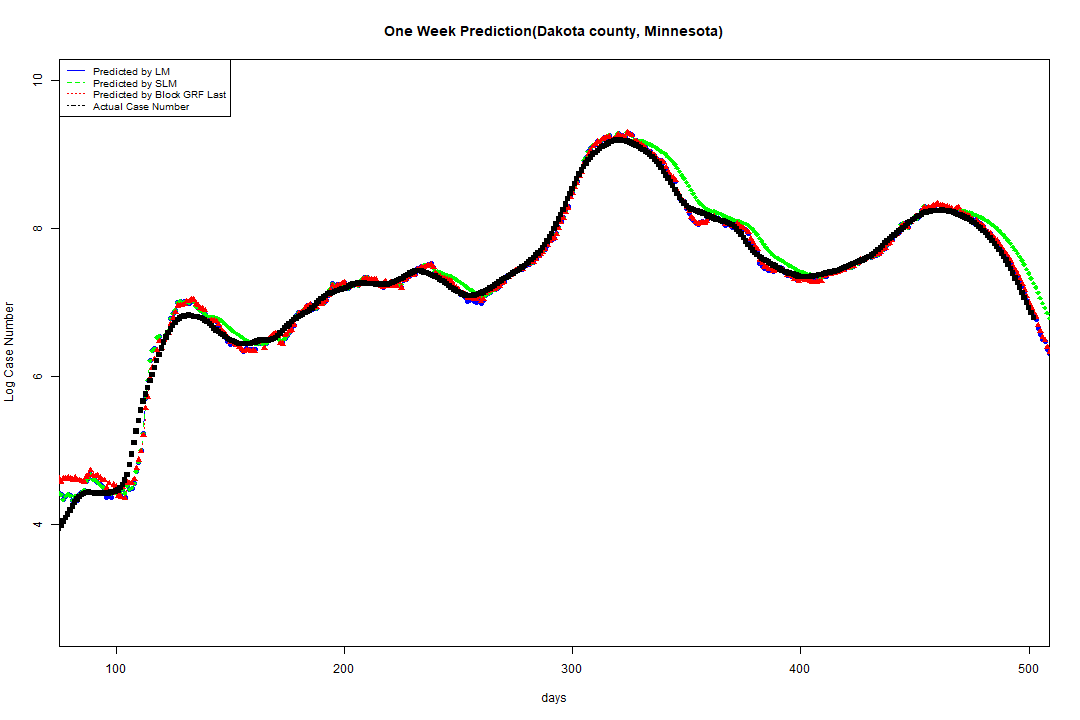 One Week Prediction(Dakota county, Minnesota)
Predicted by LM
Predicted by SLM
Predicted by Block GRF Last
Actual Case Number
10
8
6
4
Log Case Number
100 200 300 400 500
days